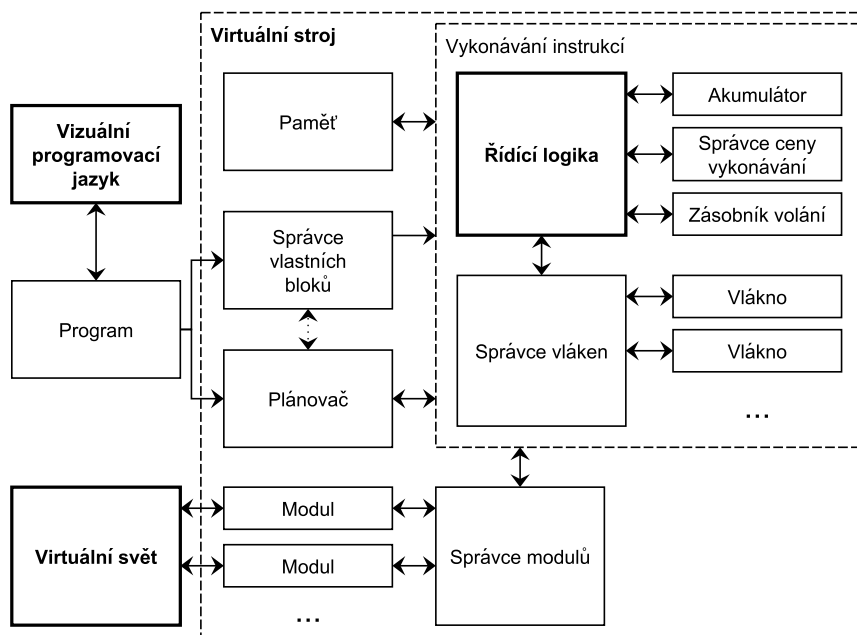 Virtuální stroj
Vykonávání instrukcí
Vizuální
programovací
jazyk
Program
Paměť
Správce
vlastních
bloků
Plánovač
Řídící logika
Akumulátor
Správce ceny
vykonávání
Zásobník volání
Správce vláken
Vlákno
Vlákno
...
Virtuální svět
Modul
Modul
...
Správce modulů